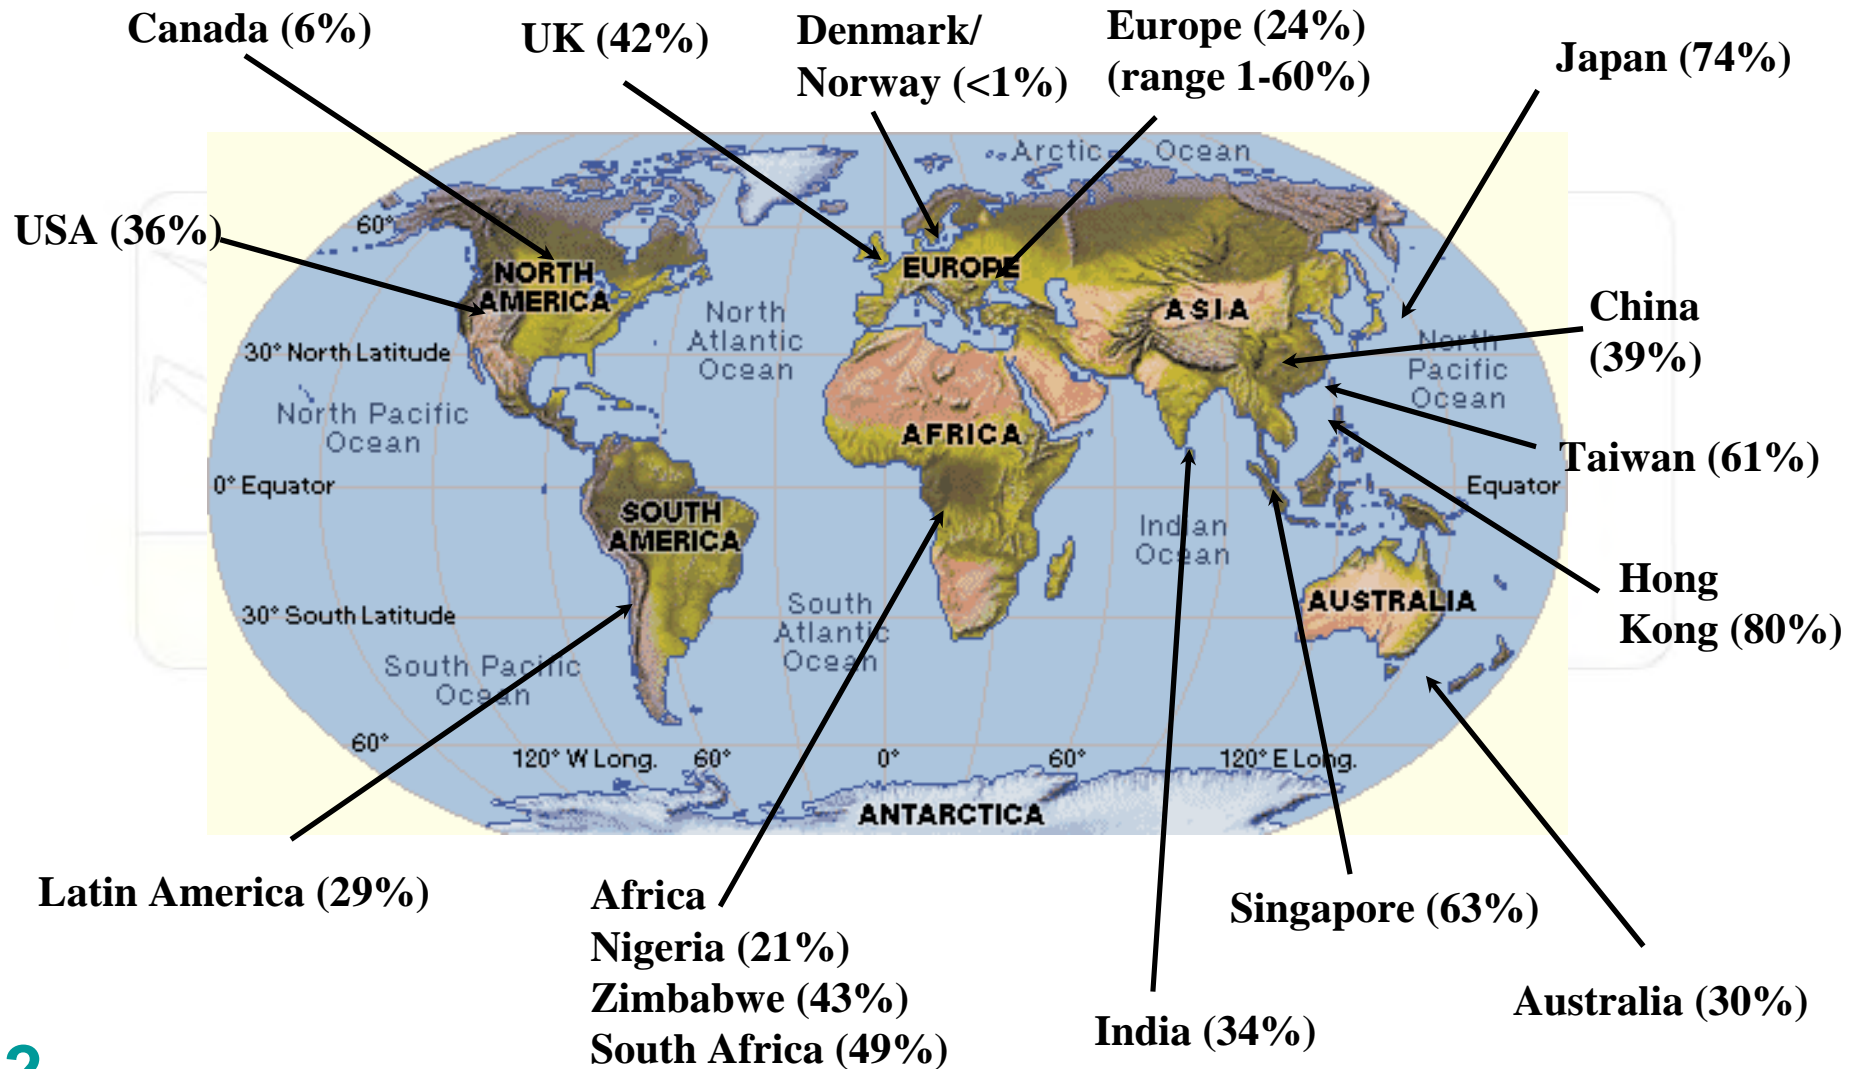 Canada (6%)
UK (42%)
Denmark/
Norway (<1%)
Europe (24%)
(range 1-60%)
Japan (74%)
USA (36%)
China
(39%)
Taiwan (61%)
Hong
Kong (80%)
Arctic Ocean
60°
NORTH
AMERICA
EUROPE
ASIA
North
Atlantic
Ocean
30° North Latitude
North
Pacific
Ocean
North Pacific
Ocean
AFRICA
0° Equator
Equator
SOUTH
AMERICA
Indian
Ocean
AUSTRALIA
30° South Latitude
South
Atlantic
Ocean
South Pacific
Ocean
60°
120° W Long.
60°
0°
60°
120° E Long.
ANTARCTICA
Latin America (29%)
Africa
Nigeria (21%)
Zimbabwe (43%)
South Africa (49%)
India (34%)
Singapore (63%)
Australia (30%)
2